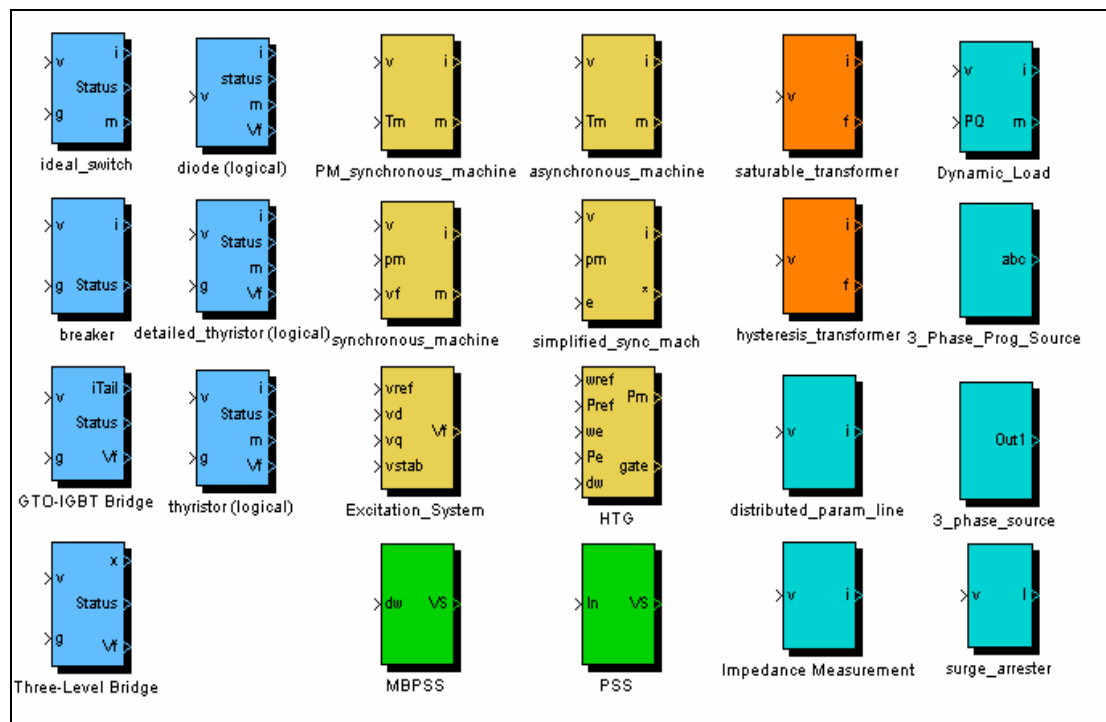 v i
Status
g m
ideal_switch
i
status
v m
Vf
diode (logical)
v i
Tm m
PM_synchronous_machine
v i
Tm m
asynchronous_machine
i
v
f
saturable_transformer
v i
PQ m
Dynamic_Load
v i
g Status
breaker
i
v Status
m
g Vf
detailed_thyristor (logical)
v i
pm
vf m
synchronous_machine
v i
pm
e *
simplified_sync_mach
i
v
f
hysteresis_transformer
abc
3_Phase_Prog_Source
v iTail
Status
g Vf
GTO-IGBT Bridge
v i
Status
m
g Vf
thyristor (logical)
vref
vd
vq Vf
vstab
Excitation_System
wref
Pref Pm
we
Pe gate
dw
HTG
v i
distributed_param_line
Out1
3_phase_source
x
v
Status
g Vf
Three-Level Bridge
dw VS
MBPSS
In VS
PSS
v i
Impedance Measurement
v I
surge_arrester